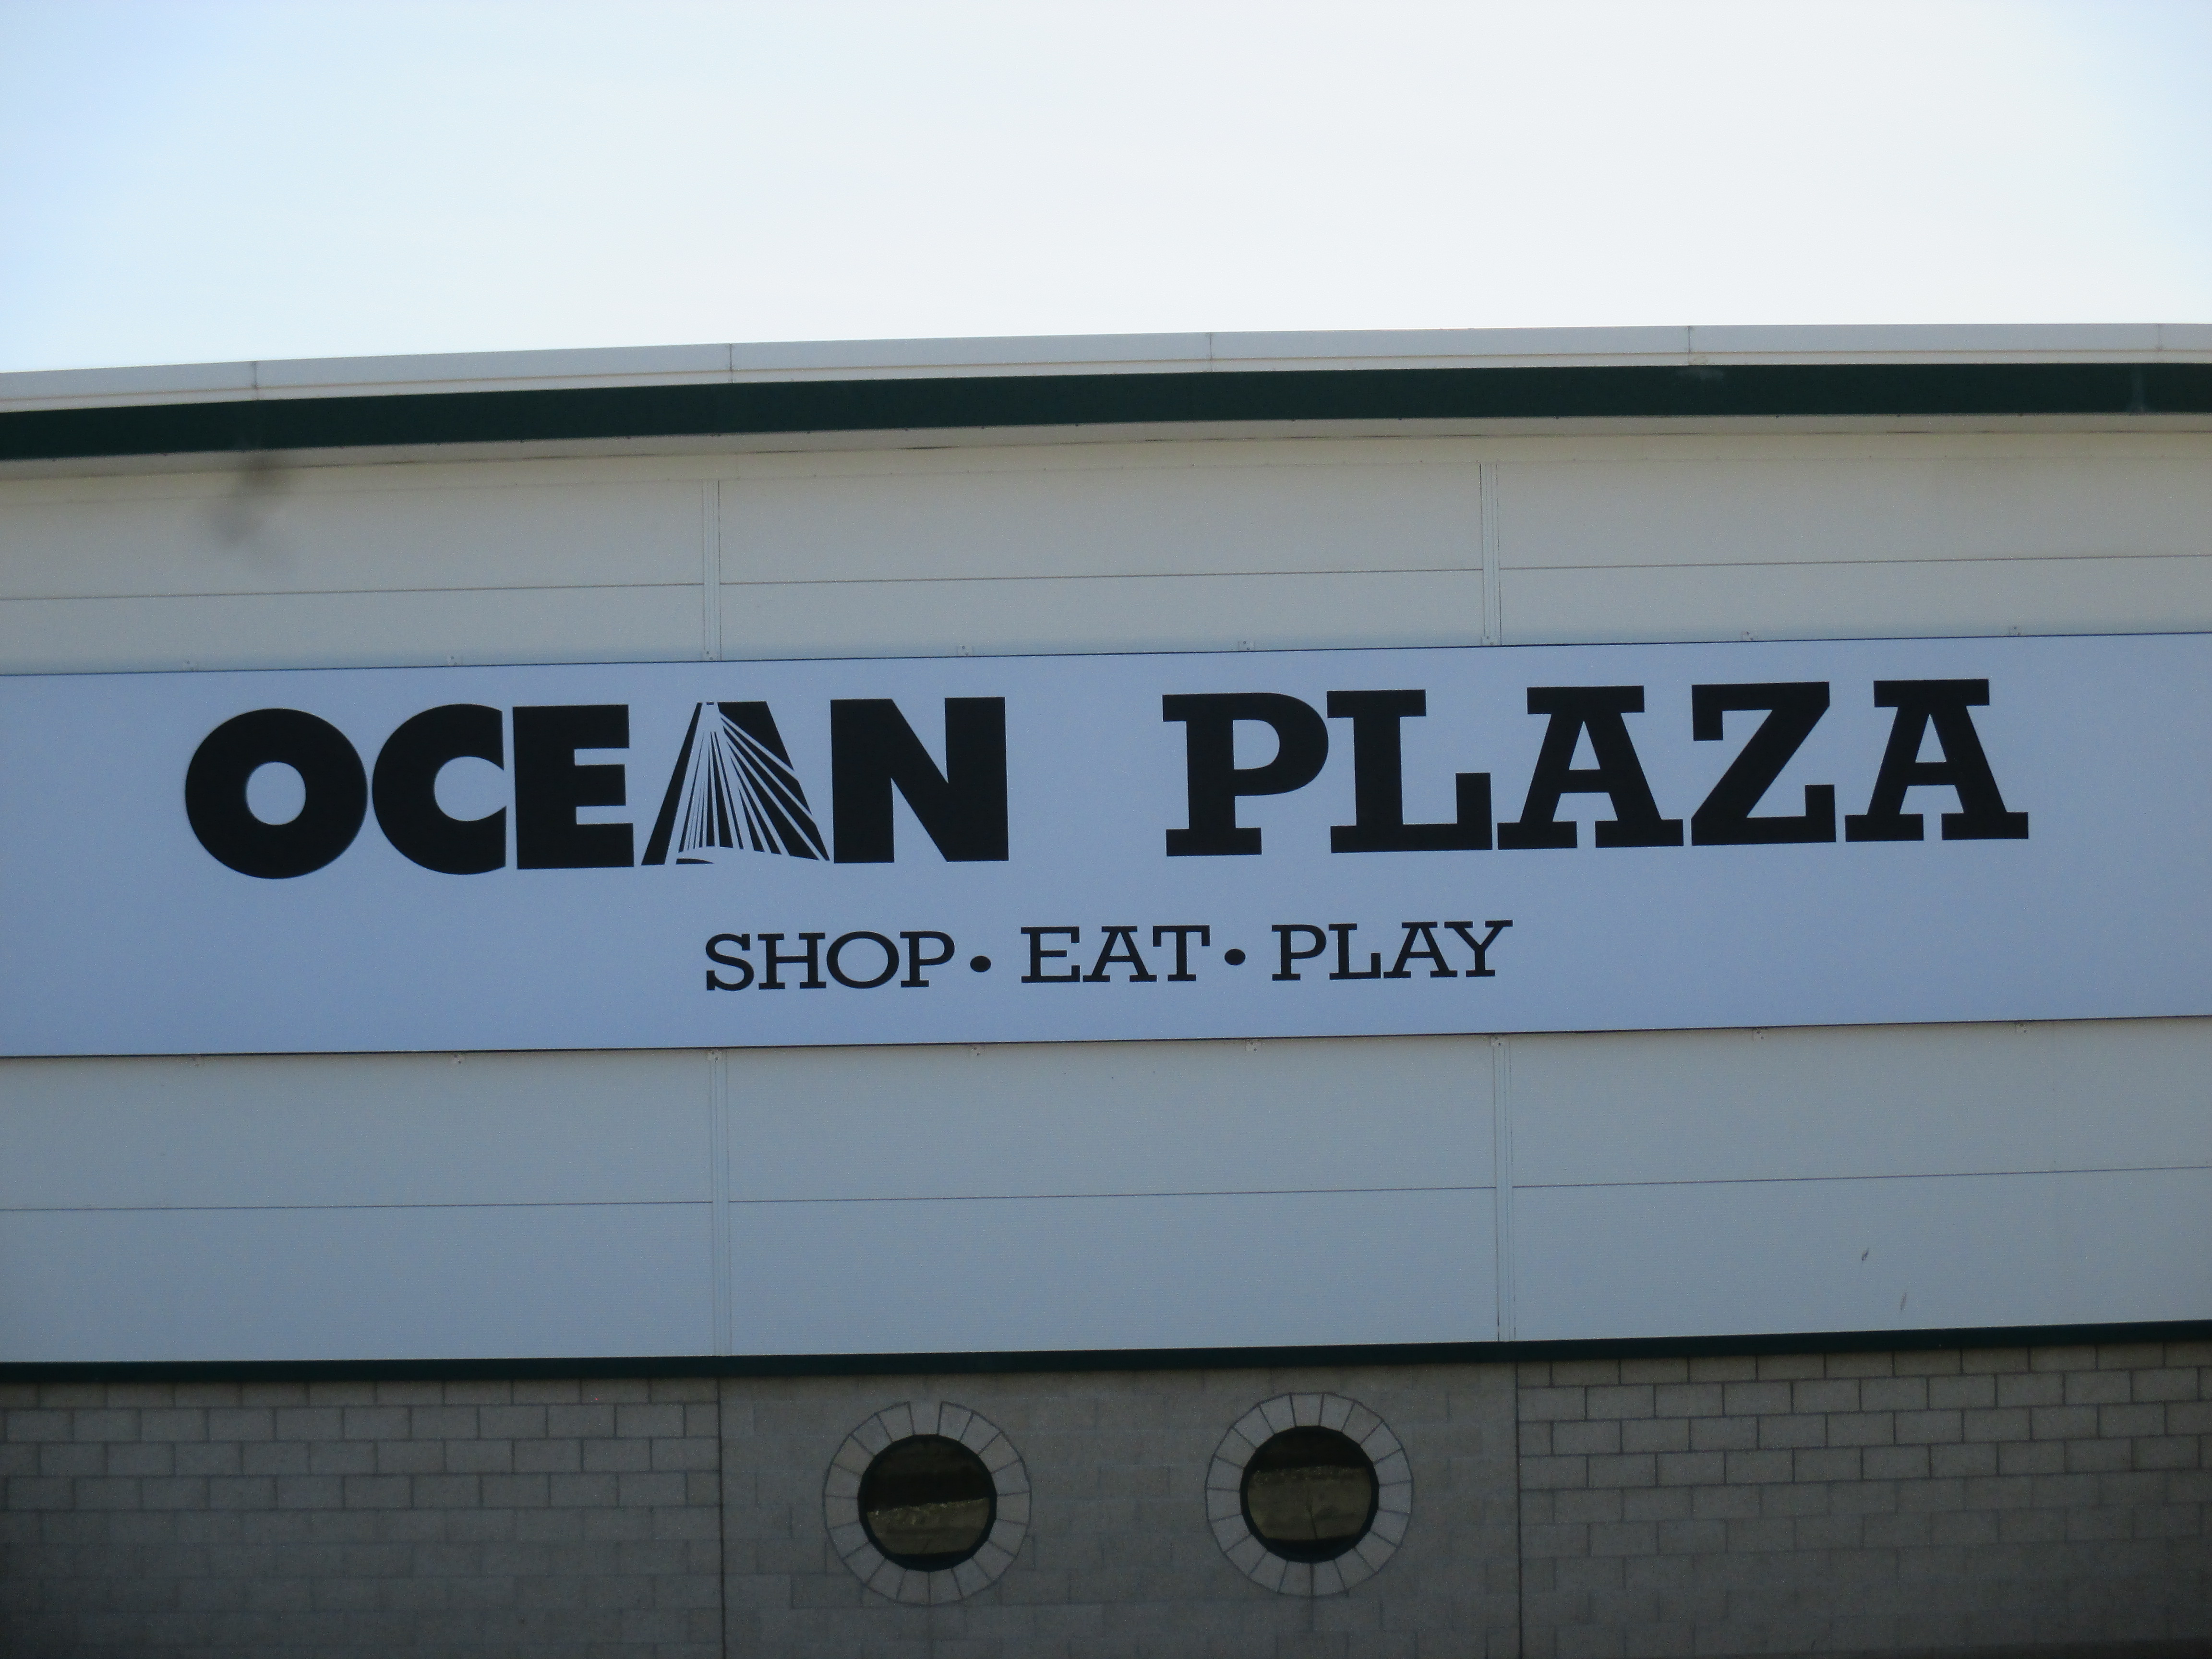 OCEAN PLAZA
SHOP • EAT • PLAY